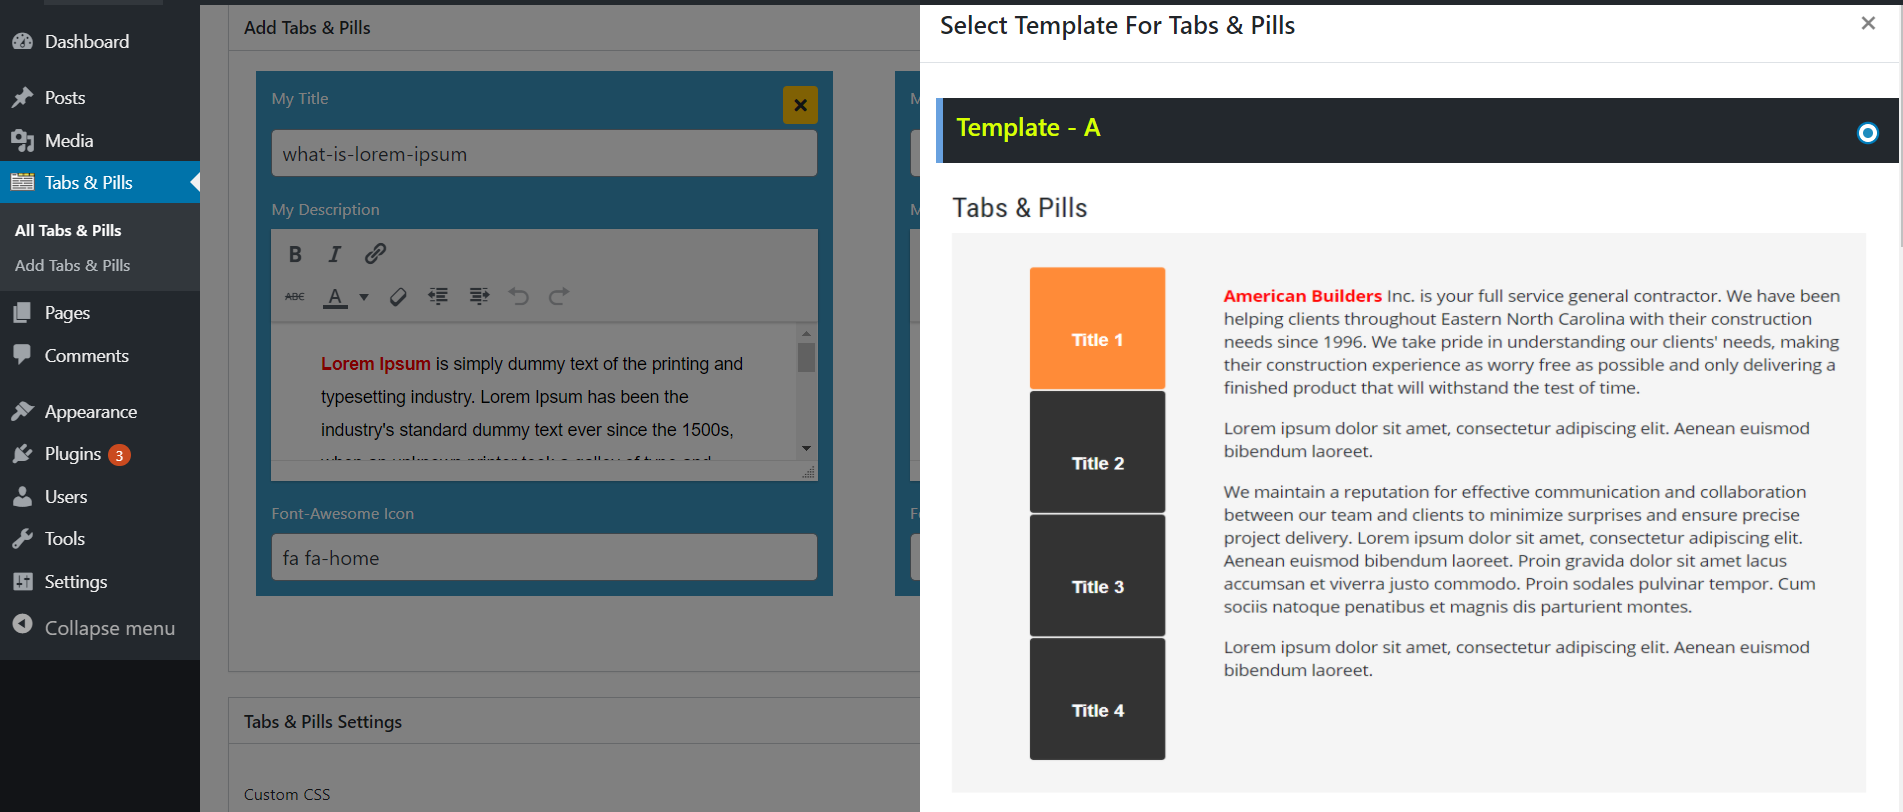 Dashboard
Posts
Media
Tabs & Pills
All Tabs & Pills
Add Tabs & Pills
Pages
Comments
Appearance
Plugins 3
Users
Tools
Settings
Collapse menu
Add Tabs & Pills
My Title
what-is-lorem-ipsum
My Description
B I
ABC A
Lorem Ipsum is simply dummy text of the printing and
typesetting industry. Lorem Ipsum has been the
industry's standard dummy text ever since the 1500s,
when an unknown printer took a galley of type and
Font-Awesome Icon
fa fa-home
Tabs & Pills Settings
Custom CSS
Select Template For Tabs & Pills
Template - A
Tabs & Pills
Title 1
Title 2
Title 3
Title 4
American Builders Inc. is your full service general contractor. We have been
helping clients throughout Eastern North Carolina with their construction
needs since 1996. We take pride in understanding our clients' needs, making
their construction experience as worry free as possible and only delivering a
finished product that will withstand the test of time.
Lorem ipsum dolor sit amet, consectetur adipiscing elit. Aenean euismod
bibendum laoreet.
We maintain a reputation for effective communication and collaboration
between our team and clients to minimize surprises and ensure precise
project delivery. Lorem ipsum dolor sit amet, consectetur adipiscing elit.
Aenean euismod bibendum laoreet. Proin gravida dolor sit amet lacus
accumsan et viverra justo commodo. Proin sodales pulvinar tempor. Cum
sociis natoque penatibus et magnis dis parturient montes.
Lorem ipsum dolor sit amet, consectetur adipiscing elit. Aenean euismod
bibendum laoreet.